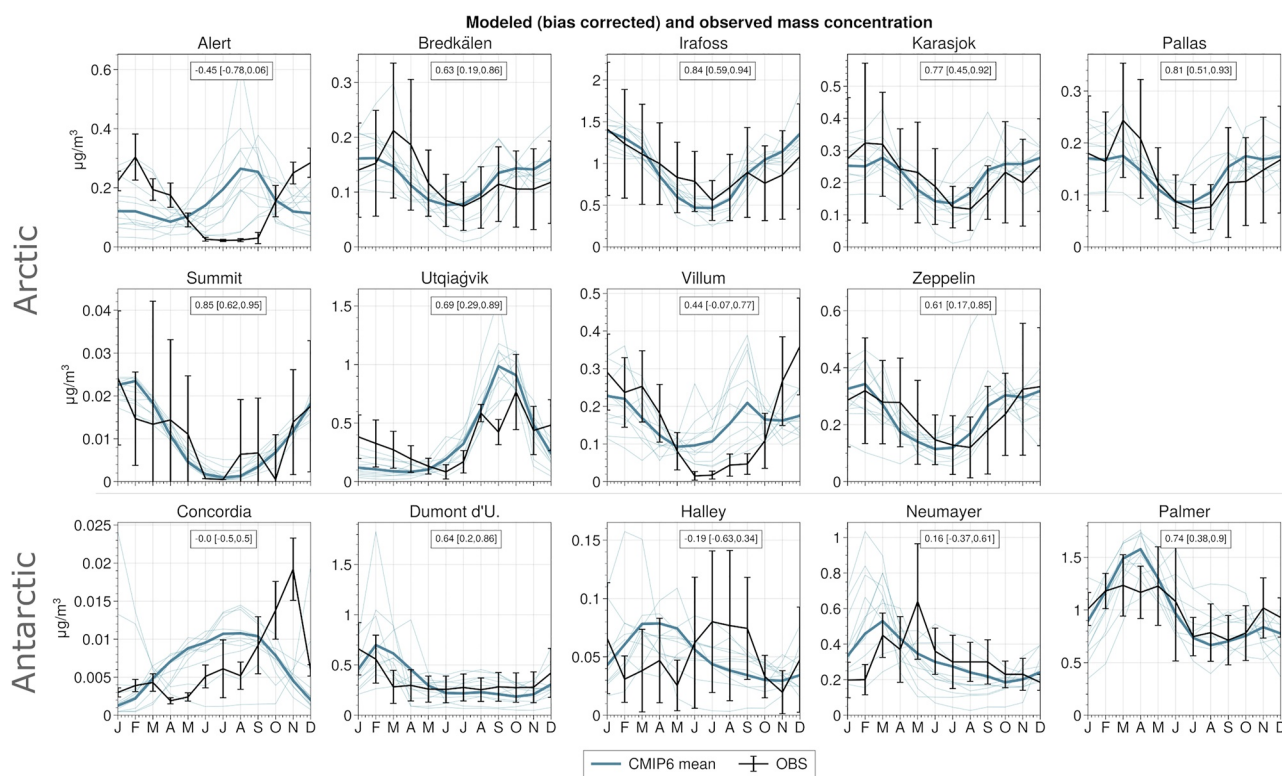 Modeled (bias corrected) and observed mass concentration
Arctic
Alert
Bredkälen
Irafoss
Karasjok
Pallas
-0.45 [-0.78,0.06]
0.63 [0.19,0.86]
0.84 [0.59,0.94]
0.77 [0.45,0.92]
0.81 [0.51,0.93]
µg/m³
0.6
0.4
0.2
0
0.3
0.2
0.1
0
2
1.5
1
0.5
0
0.5
0.4
0.3
0.2
0.1
0
0.3
0.2
0.1
0
Summit
Utqiaġvik
Villum
Zeppelin
0.85 [0.62,0.95]
0.69 [0.29,0.89]
0.44 [-0.07,0.77]
0.61 [0.17,0.85]
µg/m³
0.04
0.03
0.02
0.01
0
1.5
1
0.5
0
0.5
0.4
0.3
0.2
0.1
0
0.6
0.4
0.2
0
Antarctic
Concordia
Dumont d'U.
Halley
Neumayer
Palmer
-0.0 [-0.5,0.5]
0.64 [0.2,0.86]
-0.19 [-0.63,0.34]
0.16 [-0.37,0.61]
0.74 [0.38,0.9]
µg/m³
0.025
0.02
0.015
0.01
0.005
0
1.5
1
0.5
0
0.15
0.1
0.05
0
1
0.8
0.6
0.4
0.2
0
1.5
1
0.5
0
J F M A M J J A S O N D
J F M A M J J A S O N D
J F M A M J J A S O N D
J F M A M J J A S O N D
J F M A M J J A S O N D
CMIP6 mean
OBS